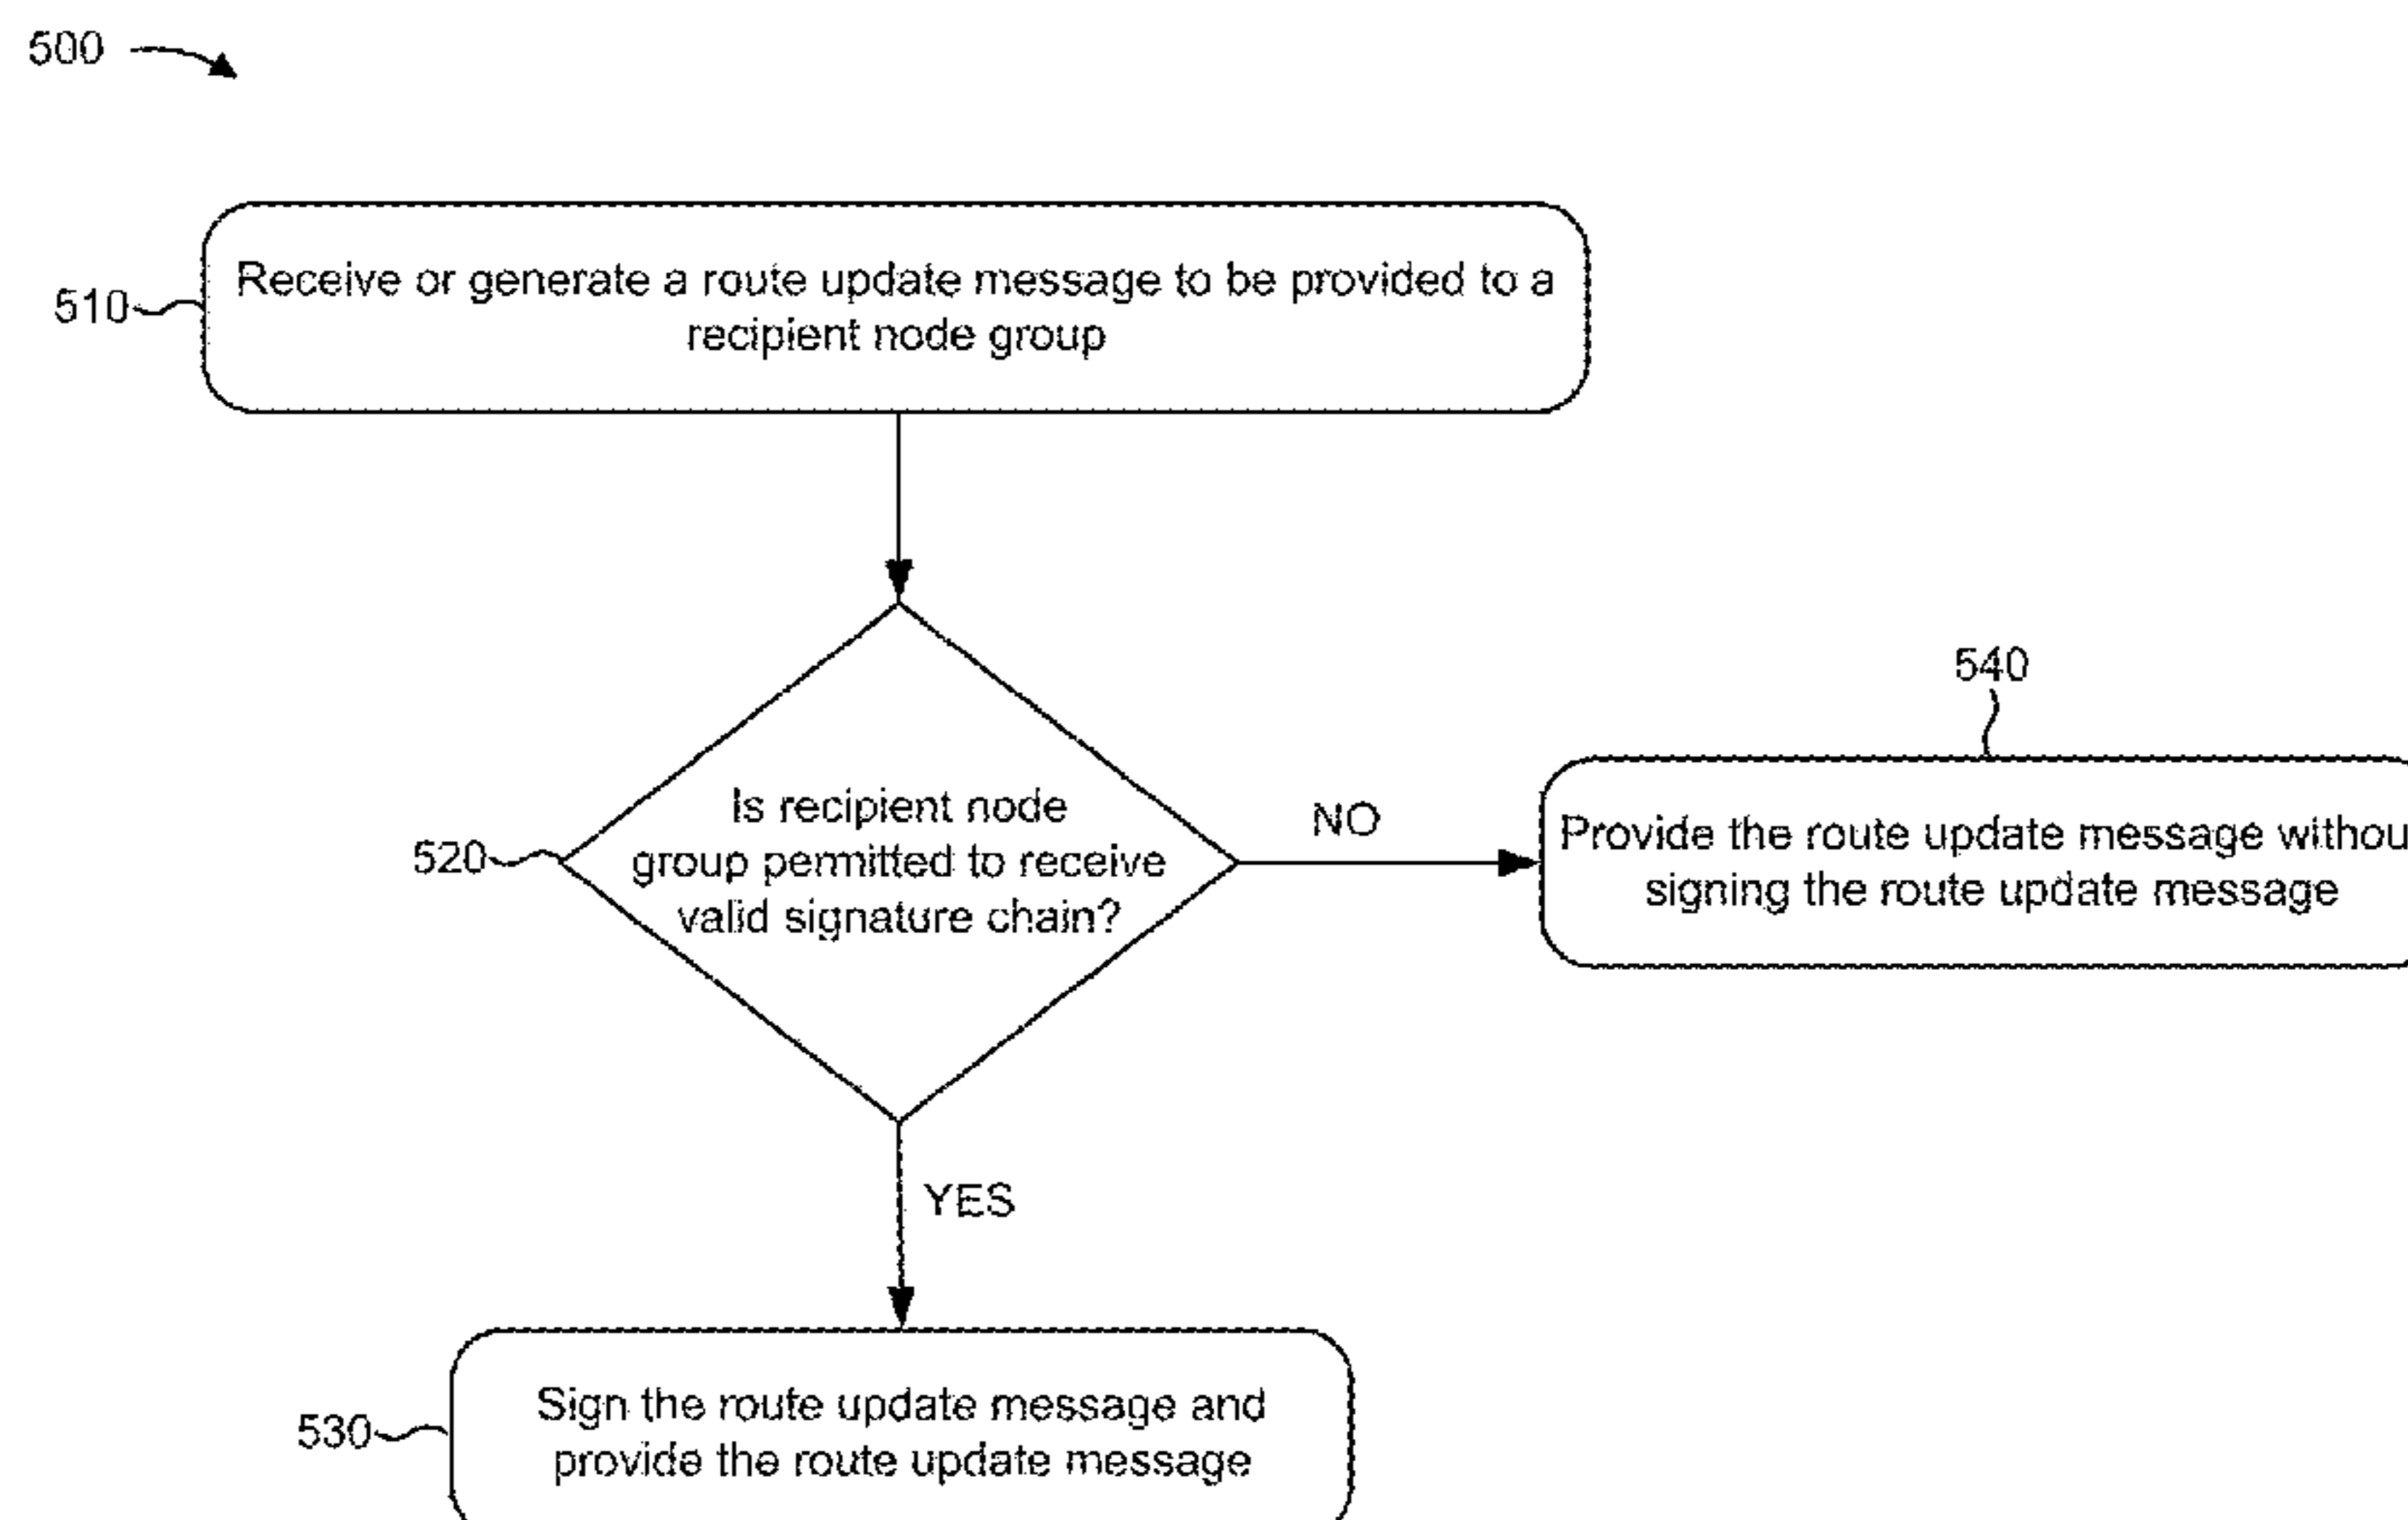 500
510
Receive or generate a route update message to be provided to a
recipient node group
520
Is recipient node
group permitted to receive
valid signature chain?
NO
540
Provide the route update message withou
signing the route update message
YES
530
Sign the route update message and
provide the route update message